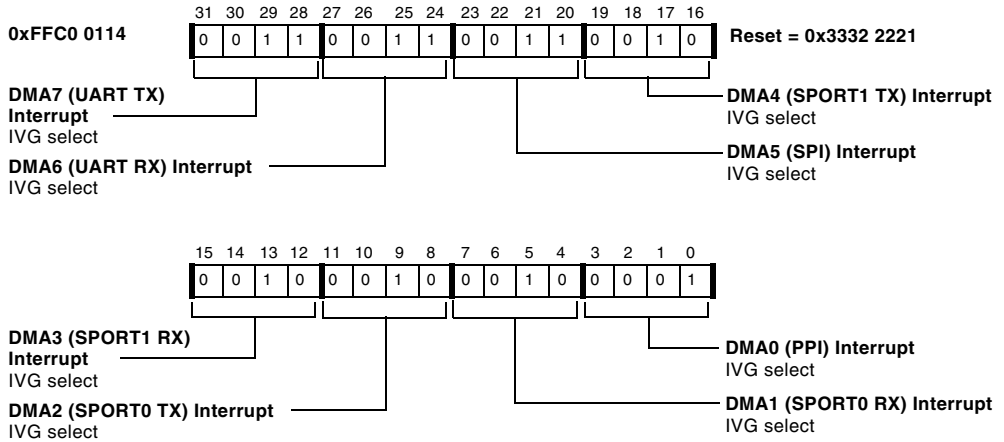 31 30 29 28 27 26 25 24 23 22 21 20 19 18 17 16
0xFFC0 0114
0 0 1 1 0 0 1 1 0 0 1 1 0 0 1 0
Reset = 0x3332 2221
DMA7 (UART TX)
Interrupt
IVG select
DMA6 (UART RX) Interrupt
IVG select
DMA4 (SPORT1 TX) Interrupt
IVG select
DMA5 (SPI) Interrupt
IVG select
15 14 13 12 11 10 9 8 7 6 5 4 3 2 1 0
0 0 1 0 0 0 1 0 0 0 1 0 0 0 0 1
DMA3 (SPORT1 RX)
Interrupt
IVG select
DMA2 (SPORT0 TX) Interrupt
IVG select
DMA0 (PPI) Interrupt
IVG select
DMA1 (SPORT0 RX) Interrupt
IVG select